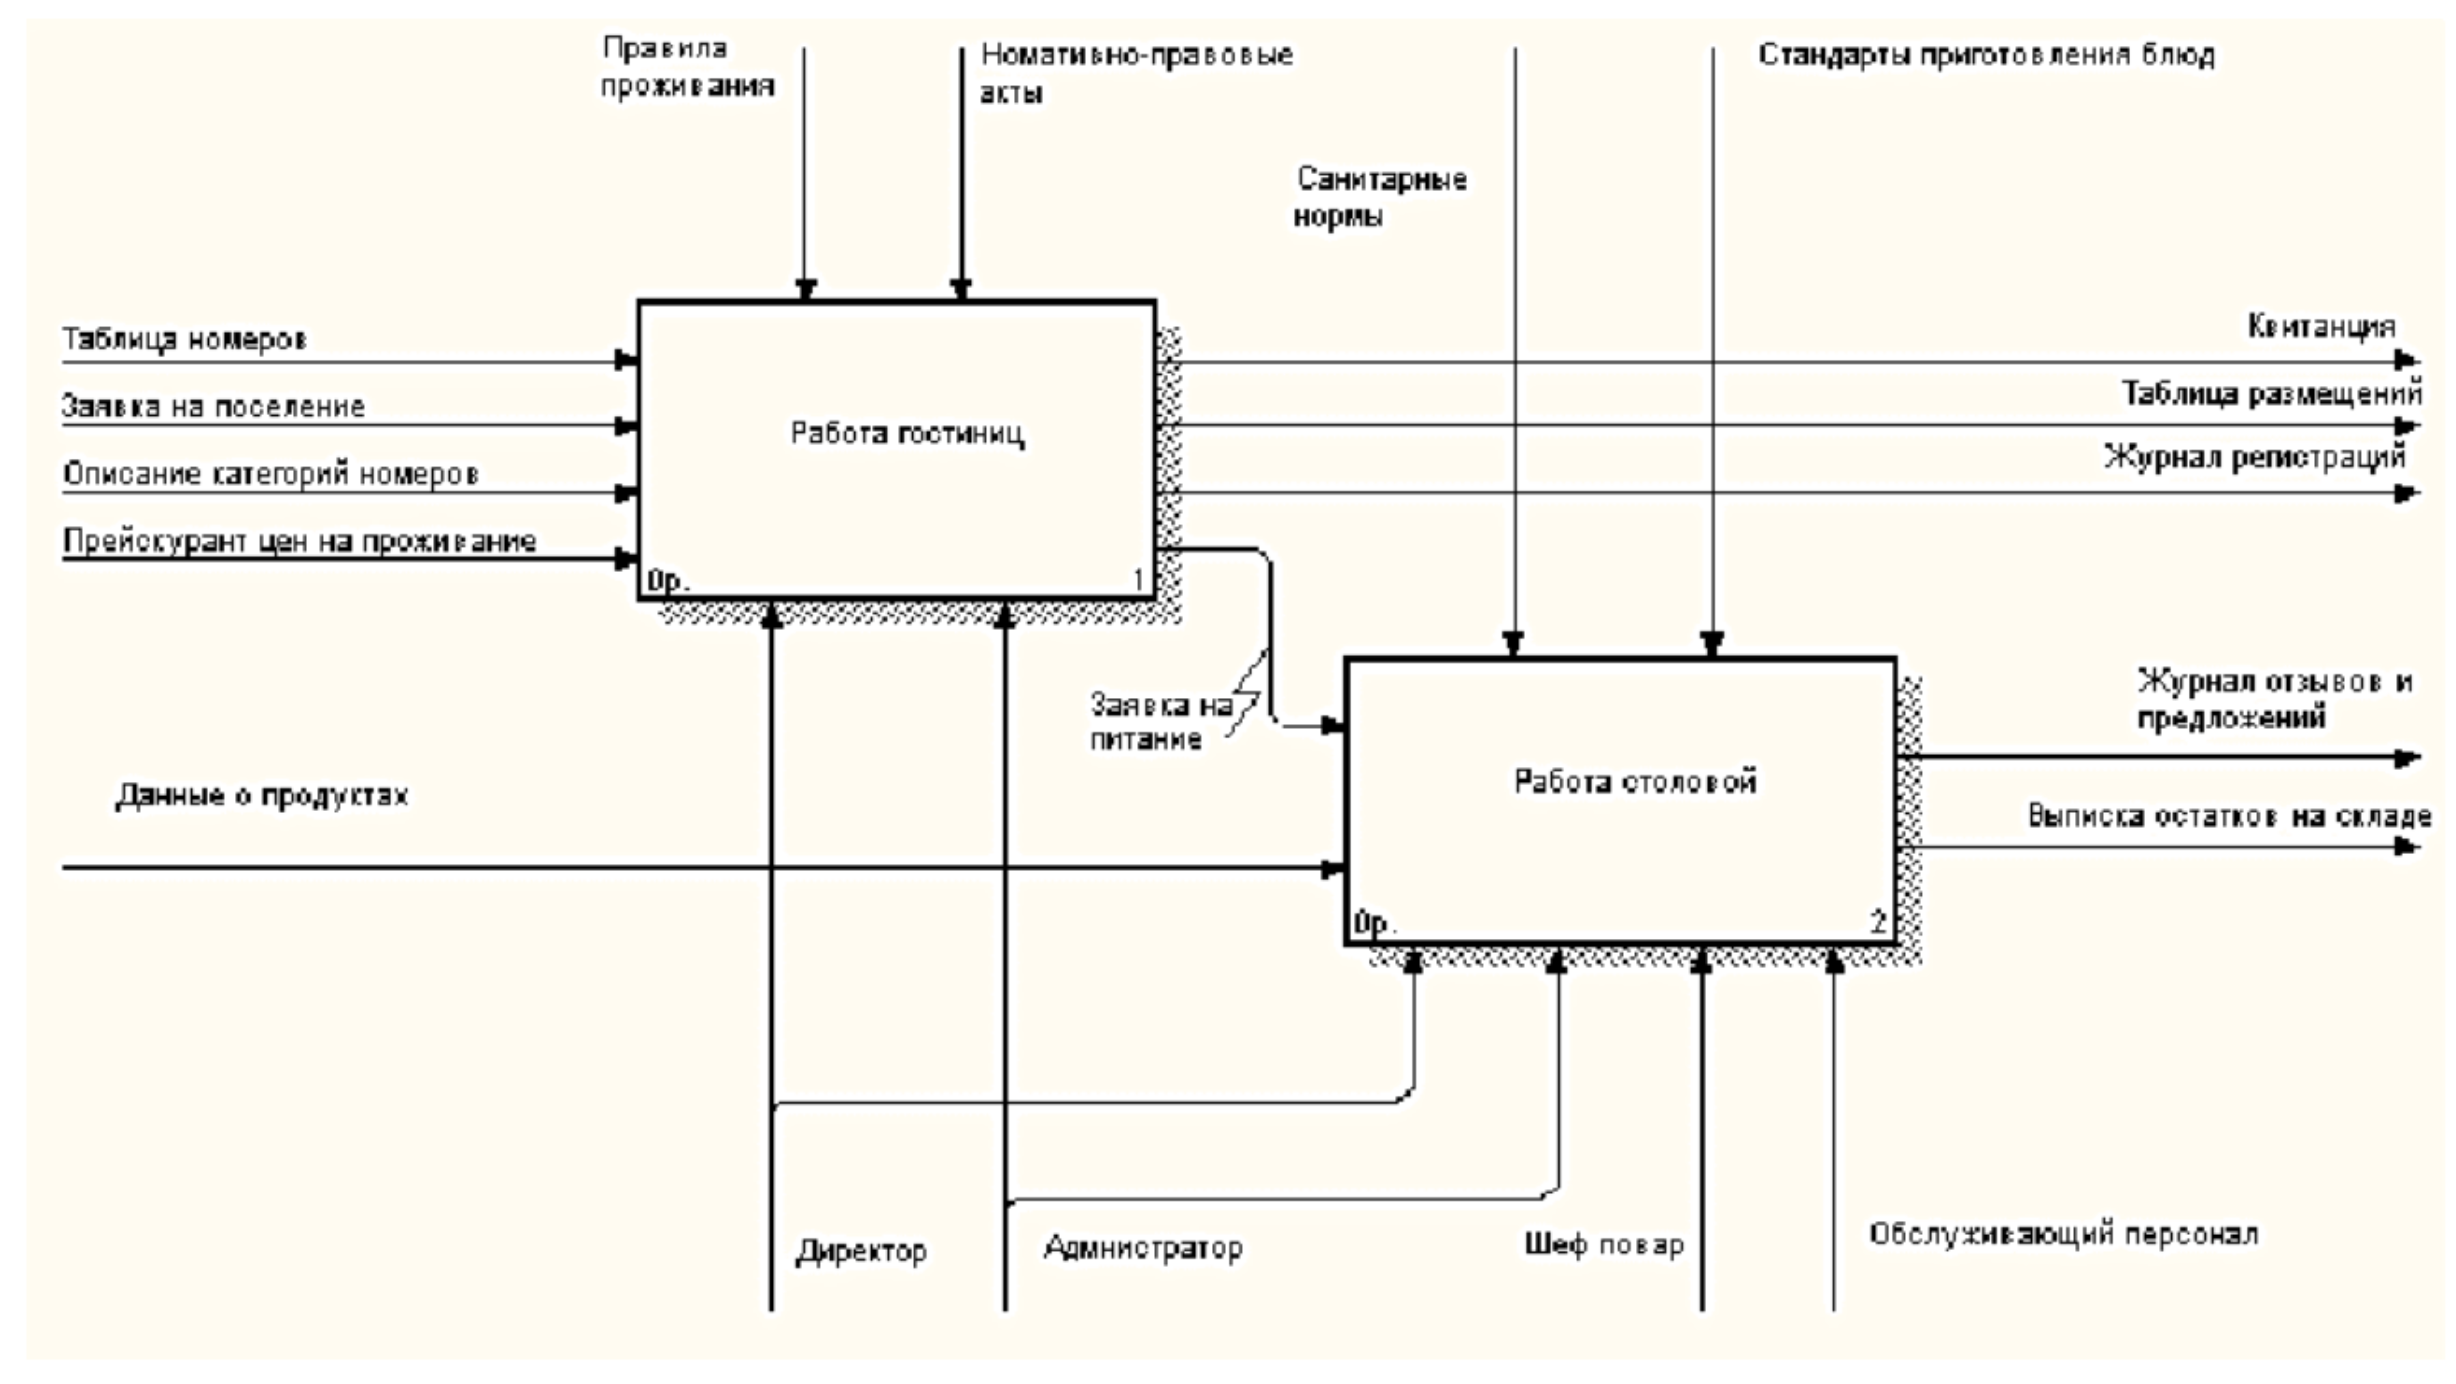 Правила
проживания
Номативно-правовые
акты
Стандарты приготовления блюд
Санитарные
нормы
Таблица номеров
Заявка на поселение
Описание категорий номеров
Прейскурант цен на проживание
Работа гостиниц
0р.
1
Квитанция
Таблица размещений
Журнал регистраций
Заявка на
питание
Данные о продуктах
Работа столовой
0р.
2
Журнал отзывов и
предложений
Выписка остатков на складе
Директор
Адмнистратор
Шеф повар
Обслуживающий персонал